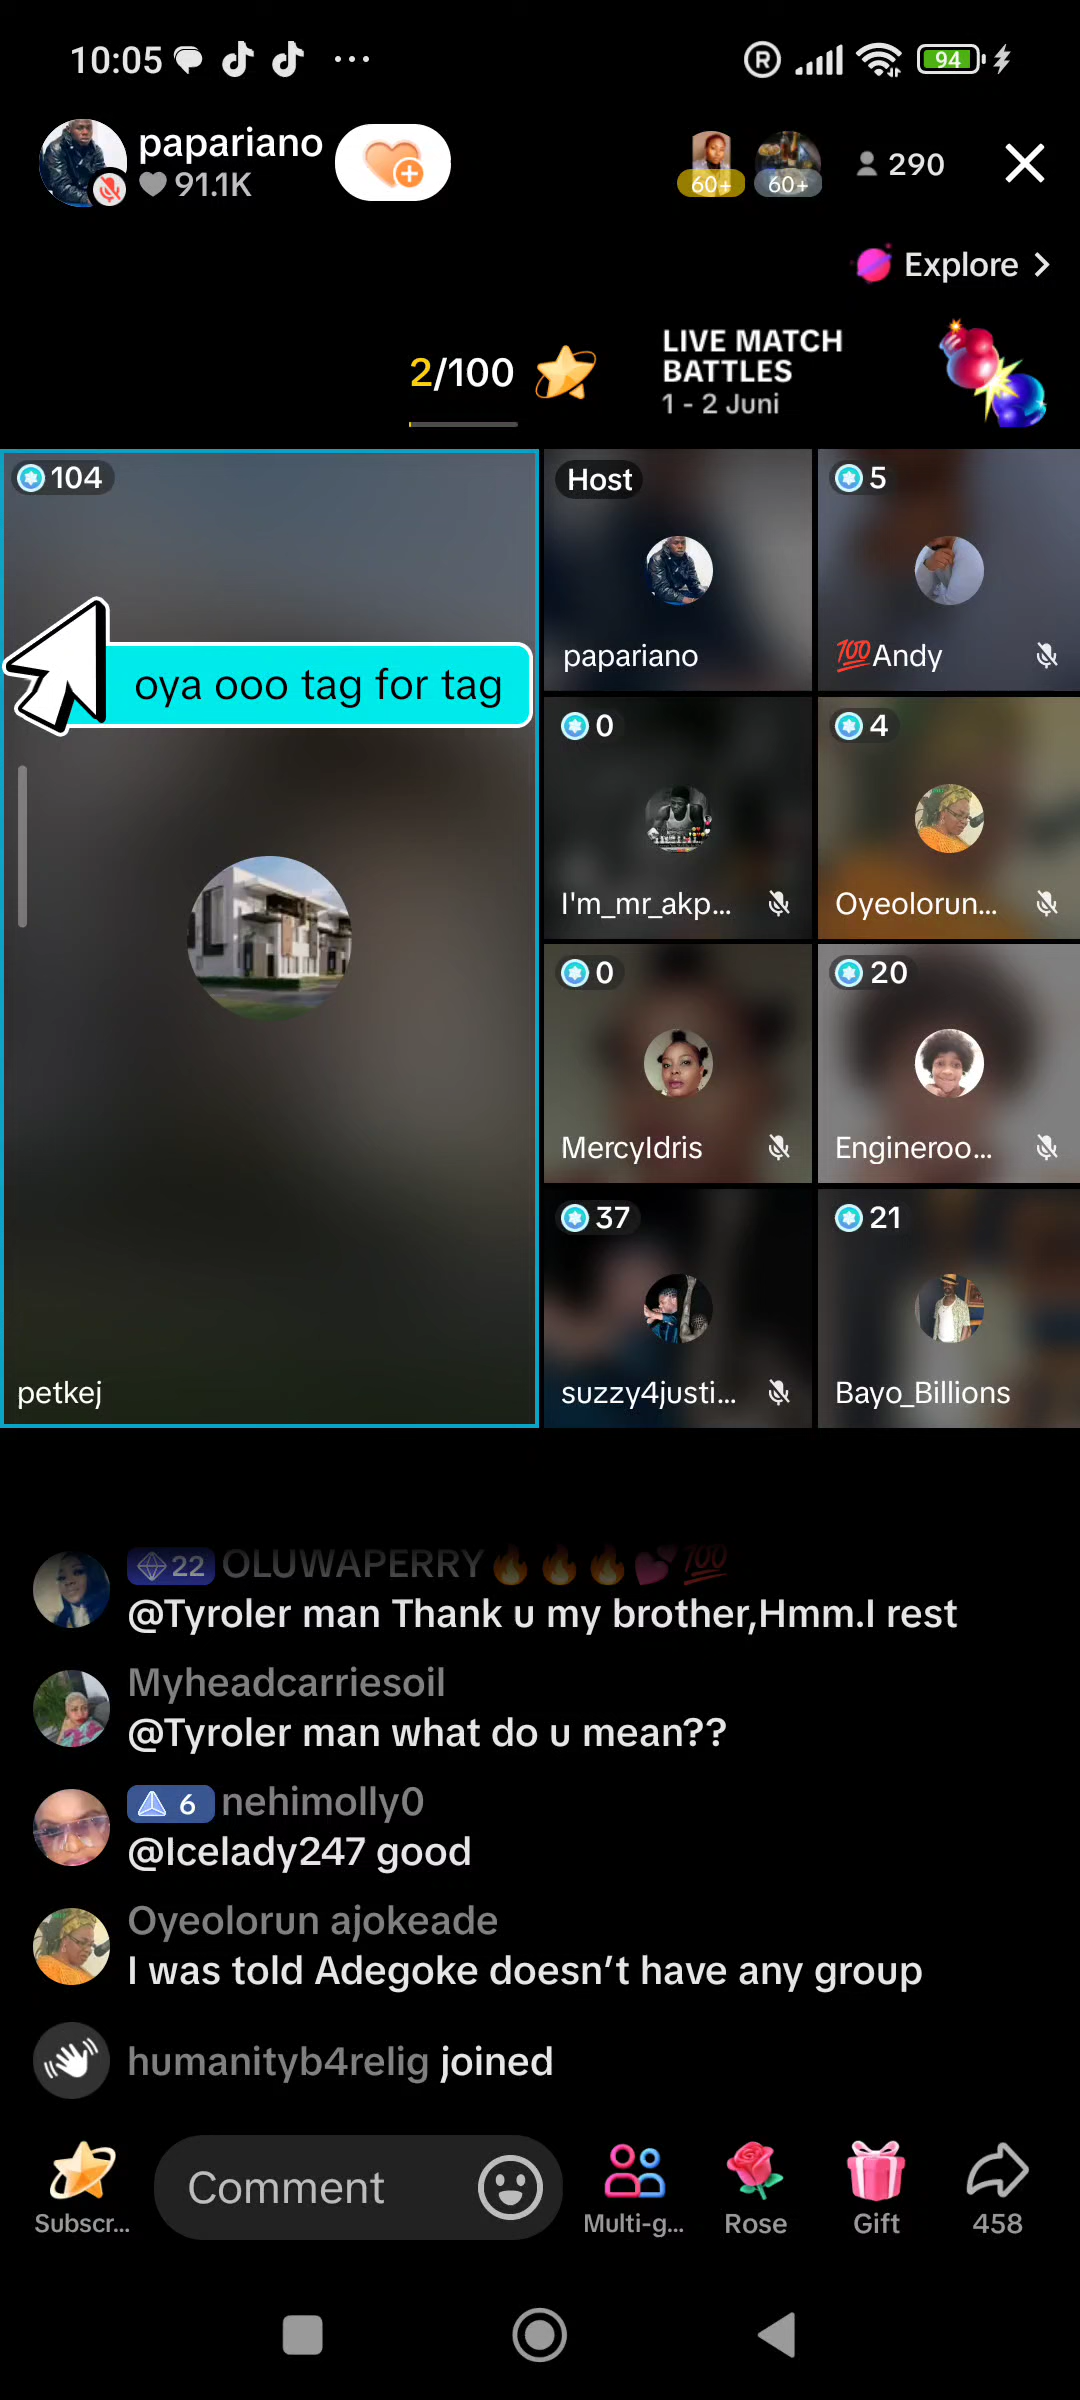 10:05
94
papariano
91.1K
60+
60+
290
Explore
2/100
LIVE MATCH
BATTLES
1 - 2 Juni
104
oya ooo tag for tag
petkej
Host
papariano
5
💯Andy
0
I'm_mr_akp...
4
Oyeolorun...
0
MercyIdris
20
Engineroo...
37
suzzy4justi...
21
Bayo_Billions
22 OLUWAPERRY🔥🔥🔥💕💯
@Tyroler man Thank u my brother,Hmm.I rest
Myheadcarriesoil
@Tyroler man what do u mean??
6 nehimolly0
@Icelady247 good
Oyeolorun ajokeade
I was told Adegoke doesn’t have any group
humanityb4relig joined
Subscr...
Comment
Multi-g...
Rose
Gift
458